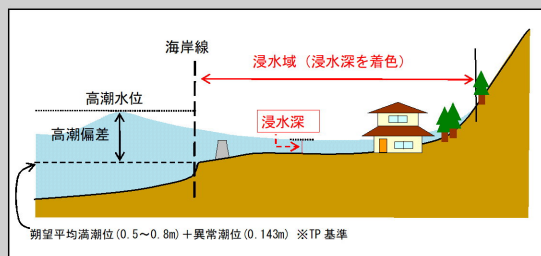 海岸線
浸水域（浸水深を着色）
高潮水位
高潮偏差
浸水深
朔望平均満潮位(0.5～0.8m)＋異常潮位(0.143m) ※TP基準